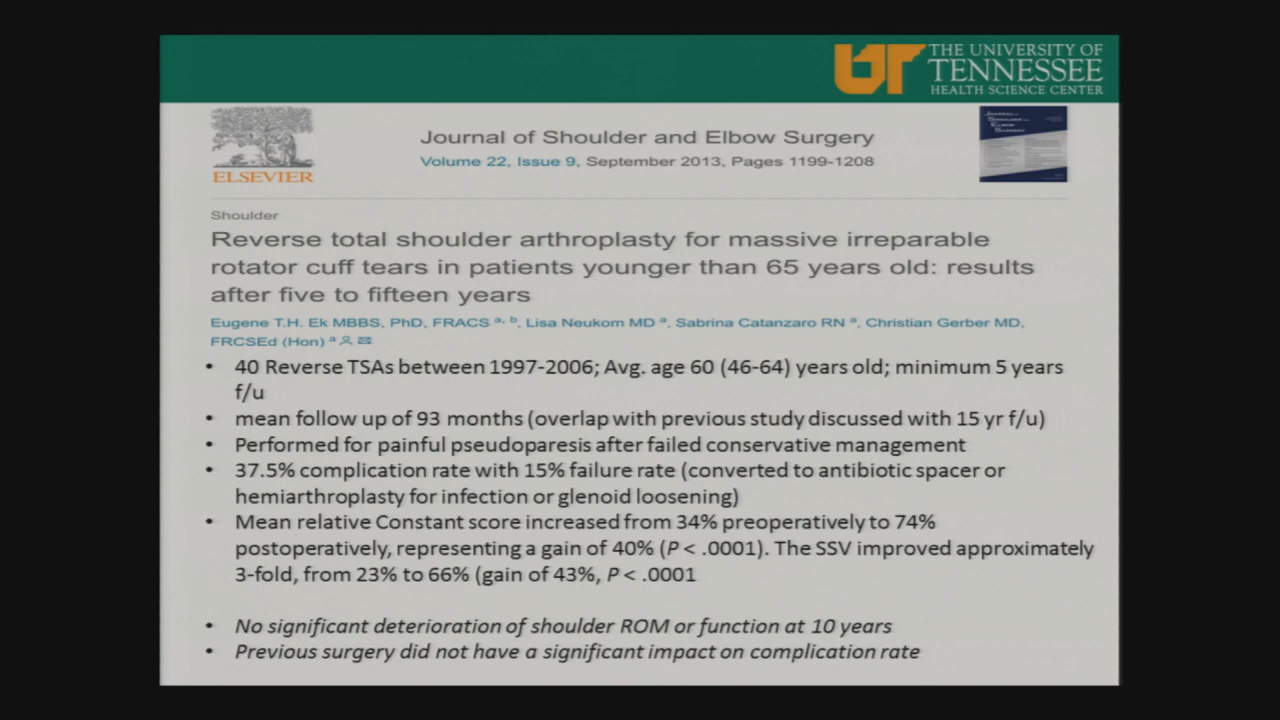 UT THE UNIVERSITY OF
TENNESSEE
HEALTH SCIENCE CENTER
ELSEVIER
Journal of Shoulder and Elbow Surgery
Volume 22, Issue 9, September 2013, Pages 1199-1208
Shoulder
Reverse total shoulder arthroplasty for massive irreparable
rotator cuff tears in patients younger than 65 years old: results
after five to fifteen years
Eugene T.H. Ek MBBS, PhD, FRACS a, b, Lisa Neukom MD a, Sabrina Catanzaro RN a, Christian Gerber MD,
FRCSEd (Hon) a
• 40 Reverse TSAs between 1997-2006; Avg. age 60 (46-64) years old; minimum 5 years
f/u
• mean follow up of 93 months (overlap with previous study discussed with 15 yr f/u)
• Performed for painful pseudoparesis after failed conservative management
• 37.5% complication rate with 15% failure rate (converted to antibiotic spacer or
hemiarthroplasty for infection or glenoid loosening)
• Mean relative Constant score increased from 34% preoperatively to 74%
postoperatively, representing a gain of 40% (P < .0001). The SSV improved approximately
3-fold, from 23% to 66% (gain of 43%, P < .0001
• No significant deterioration of shoulder ROM or function at 10 years
• Previous surgery did not have a significant impact on complication rate